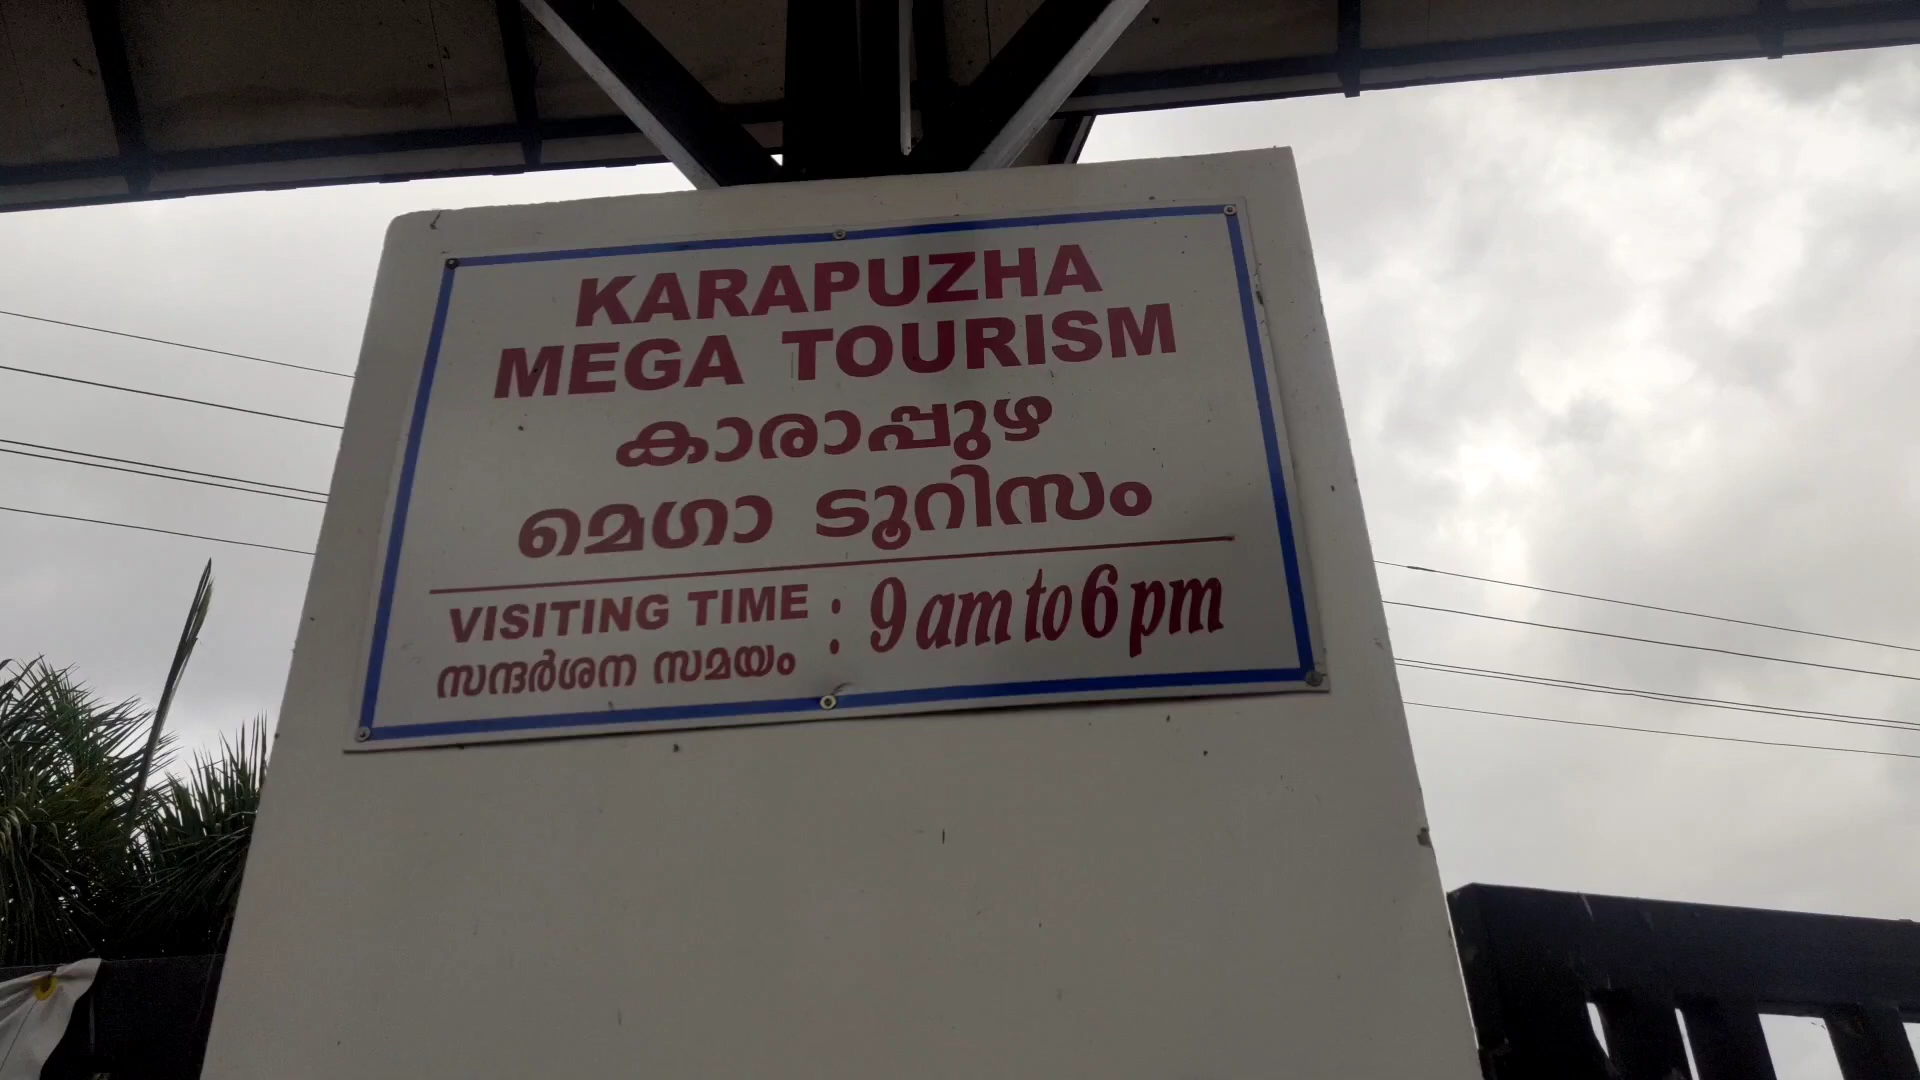 KARAPUZHA
MEGA TOURISM
കാരാപ്പുഴ
മെഗാ ടൂറിസം
VISITING TIME : 9 am to 6 pm
സന്ദർശന സമയം :